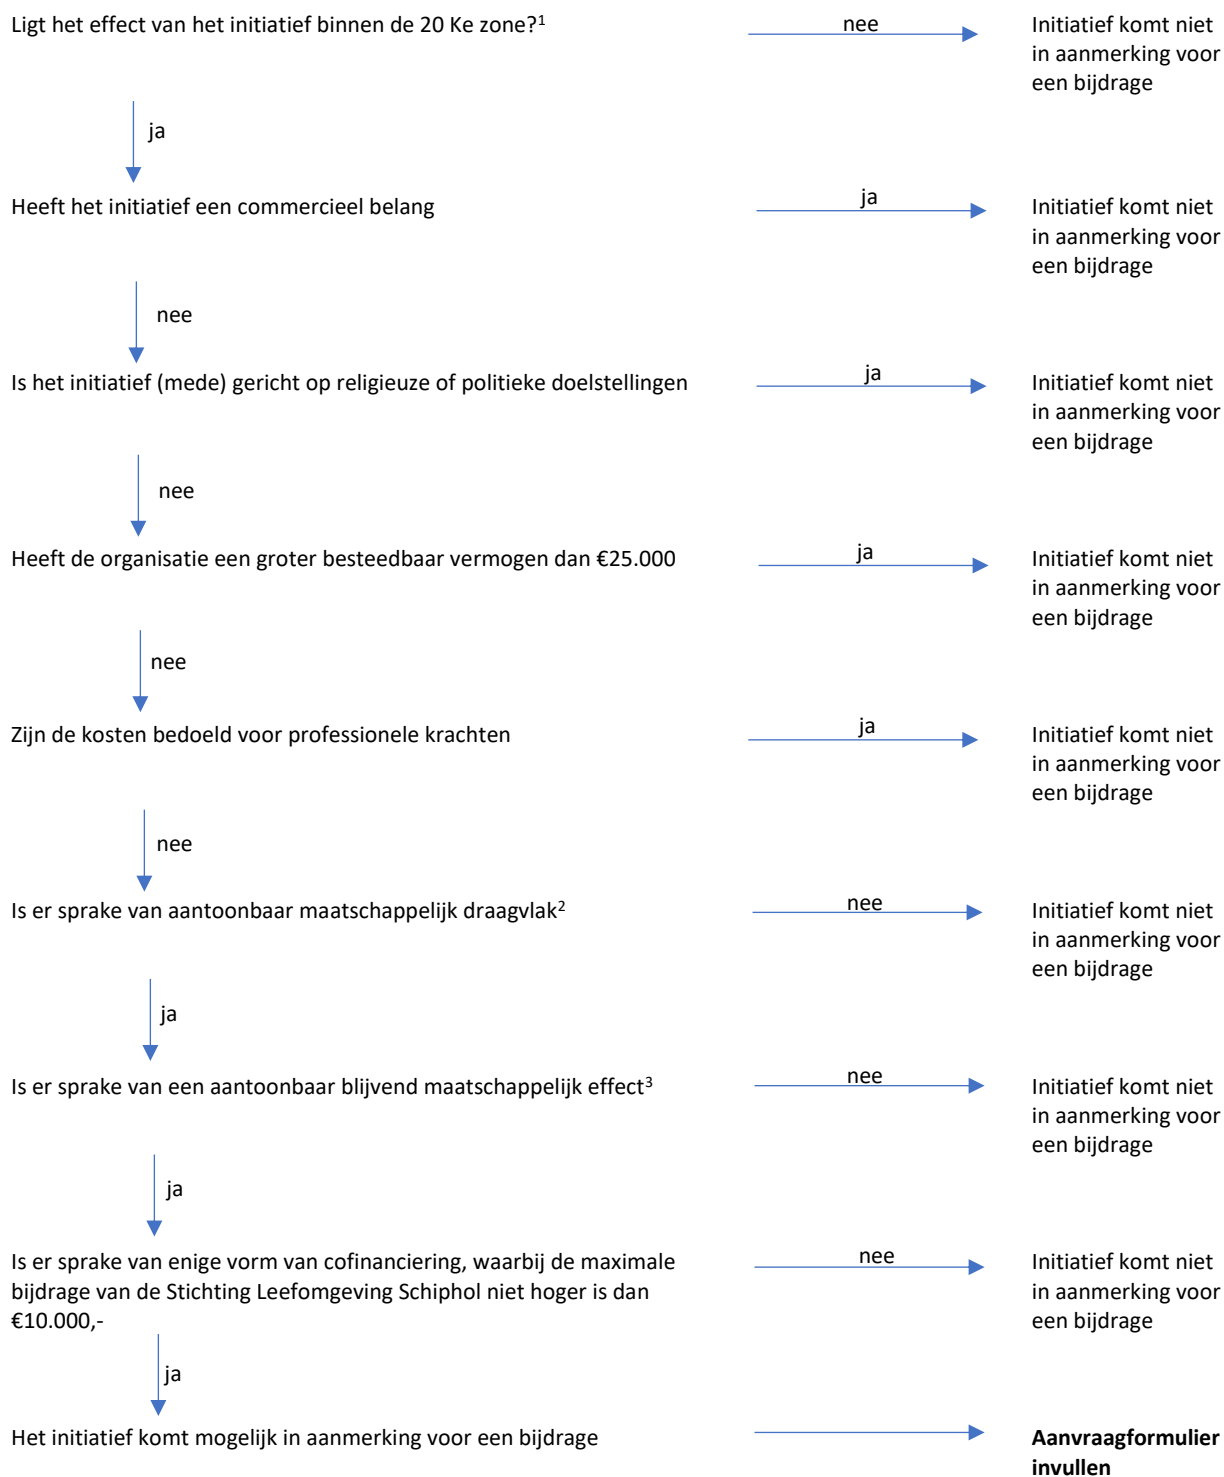 Ligt het effect van het initiatief binnen de 20 Ke zone?¹
nee
Initiatief komt niet
in aanmerking voor
een bijdrage
ja
Heeft het initiatief een commercieel belang
ja
Initiatief komt niet
in aanmerking voor
een bijdrage
nee
Is het initiatief (mede) gericht op religieuze of politieke doelstellingen
ja
Initiatief komt niet
in aanmerking voor
een bijdrage
nee
Heeft de organisatie een groter besteedbaar vermogen dan €25.000
ja
Initiatief komt niet
in aanmerking voor
een bijdrage
nee
Zijn de kosten bedoeld voor professionele krachten
ja
Initiatief komt niet
in aanmerking voor
een bijdrage
nee
Is er sprake van aantoonbaar maatschappelijk draagvlak²
nee
Initiatief komt niet
in aanmerking voor
een bijdrage
ja
Is er sprake van een aantoonbaar blijvend maatschappelijk effect³
nee
Initiatief komt niet
in aanmerking voor
een bijdrage
ja
Is er sprake van enige vorm van cofinanciering, waarbij de maximale
bijdrage van de Stichting Leefomgeving Schiphol niet hoger is dan
€10.000,-
nee
Initiatief komt niet
in aanmerking voor
een bijdrage
ja
Het initiatief komt mogelijk in aanmerking voor een bijdrage
Aanvraagformulier
invullen